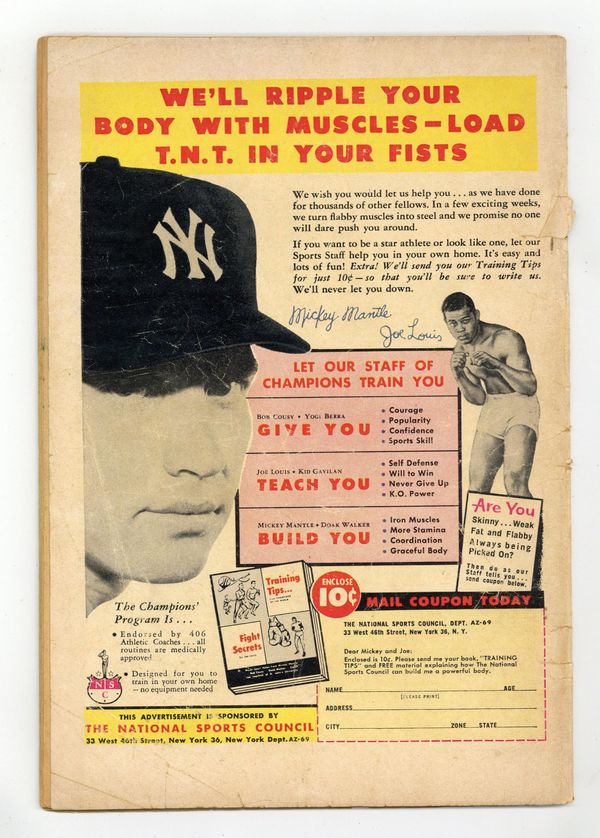 WE'LL RIPPLE YOUR
BODY WITH MUSCLES—LOAD
T.N.T. IN YOUR FISTS
NY
We wish you would let us help you . . . as we have done
for thousands of other fellows. In a few exciting weeks,
we turn flabby muscles into steel and we promise no one
will dare push you around.
If you want to be a star athlete or look like one, let our
Sports Staff help you in your own home. It's easy and
lots of fun! Extra! We'll send you our Training Tips
for just 10¢—so that you'll be sure to write us.
We'll never let you down.
Mickey Mantle
Joe Louis
LET OUR STAFF OF
CHAMPIONS TRAIN YOU
BOB COUSY • YOGI BERRA
GIVE YOU
• Courage
• Popularity
• Confidence
• Sports Skill
JOE LOUIS • KID GAVILAN
TEACH YOU
• Self Defense
• Will to Win
• Never Give Up
• K.O. Power
MICKEY MANTLE • DOAK WALKER
BUILD YOU
• Iron Muscles
• More Stamina
• Coordination
• Graceful Body
Are You
Skinny...Weak
Fat and Flabby
Always being
Picked On?
Then do as our
Staff tells you...
send coupon below.
The Champions'
Program Is . . .
• Endorsed by 406
Athletic Coaches...all
routines are medically
approved
• Designed for you to
train in your own home
—no equipment needed
N S
C
Training
Tips...
Fight
Secrets
ENCLOSE
10¢
MAIL COUPON TODAY
THE NATIONAL SPORTS COUNCIL, DEPT. AZ-69
33 West 46th Street, New York 36, N. Y.
Dear Mickey and Joe:
Enclosed is 10¢. Please send me your book, "TRAINING
TIPS" and FREE material explaining how The National
Sports Council can build me a powerful body.
NAME AGE
(PLEASE PRINT)
ADDRESS
CITY ZONE STATE
THIS ADVERTISEMENT IS SPONSORED BY
THE NATIONAL SPORTS COUNCIL
33 West 46th Street, New York 36, New York Dept. AZ-69